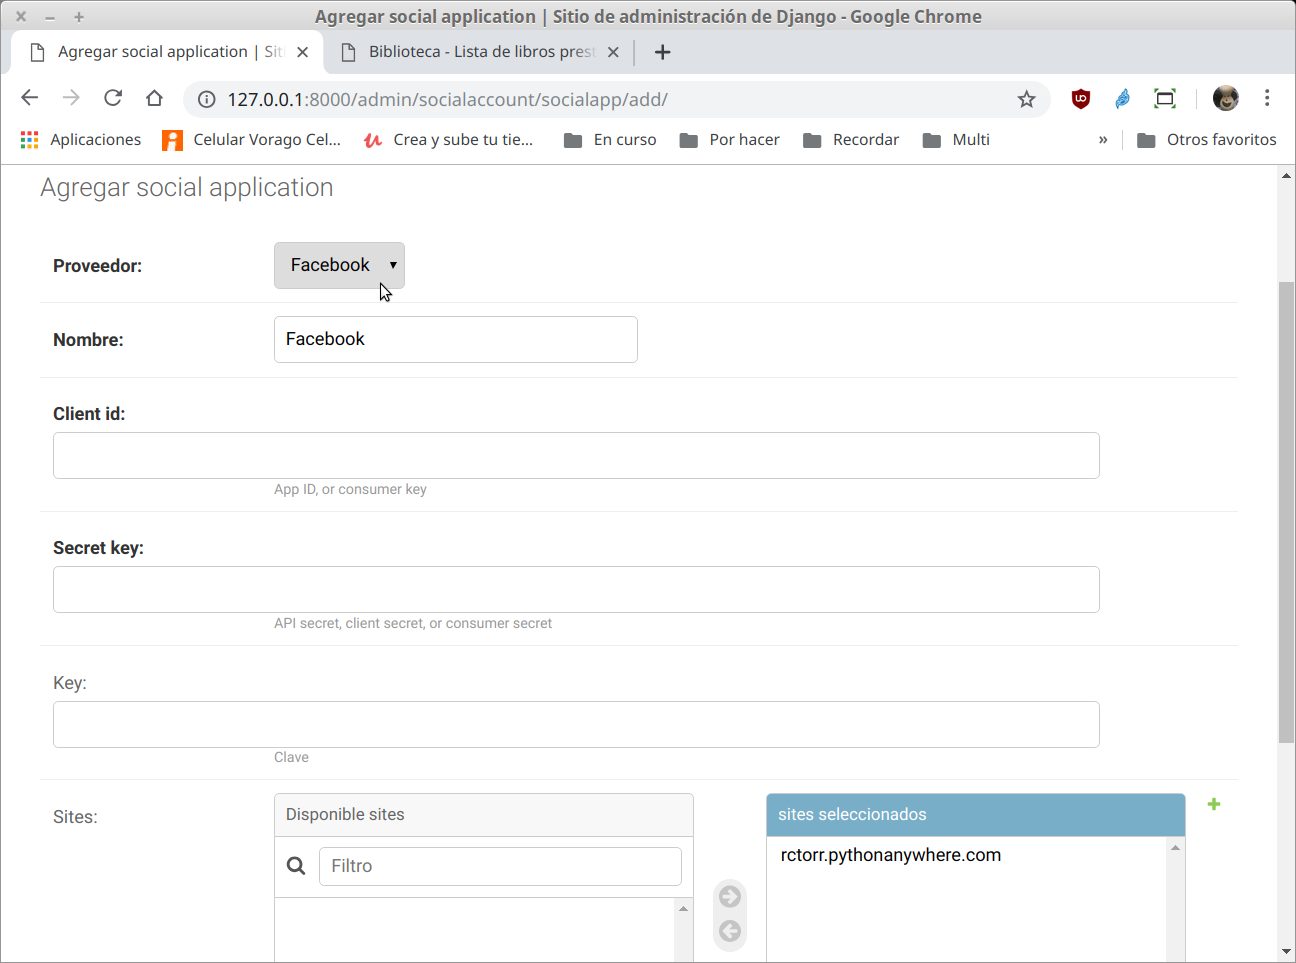 Agregar social application | Sitio de administración de Django - Google Chrome
Agregar social application | Sit
Biblioteca - Lista de libros prest
127.0.0.1:8000/admin/socialaccount/socialapp/add/
Aplicaciones Celular Vorago Cel... Crea y sube tu tie... En curso Por hacer Recordar Multi » Otros favoritos
Agregar social application
Proveedor: Facebook
Nombre: Facebook
Client id:
App ID, or consumer key
Secret key:
API secret, client secret, or consumer secret
Key:
Clave
Sites: Disponible sites sites seleccionados
Filtro rctorr.pythonanywhere.com